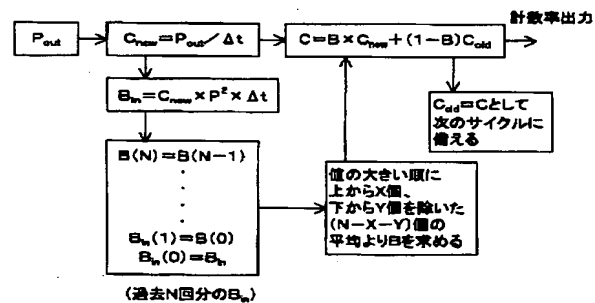 計数率出力
Pout
Cnew=Pout/Δt
C=B×Cnew+(1-B)Cold
Bin=Cnew×P²×Δt
Cold=Cとして
次のサイクルに
備える
B(N)=B(N-1)
・
・
・
・
Bin(1)=B(0)
Bin(0)=Bin
値の大きい順に
上からX個、
下からY個を除いた
(N-X-Y)個の
平均よりBを求める
(過去N回分のBin)